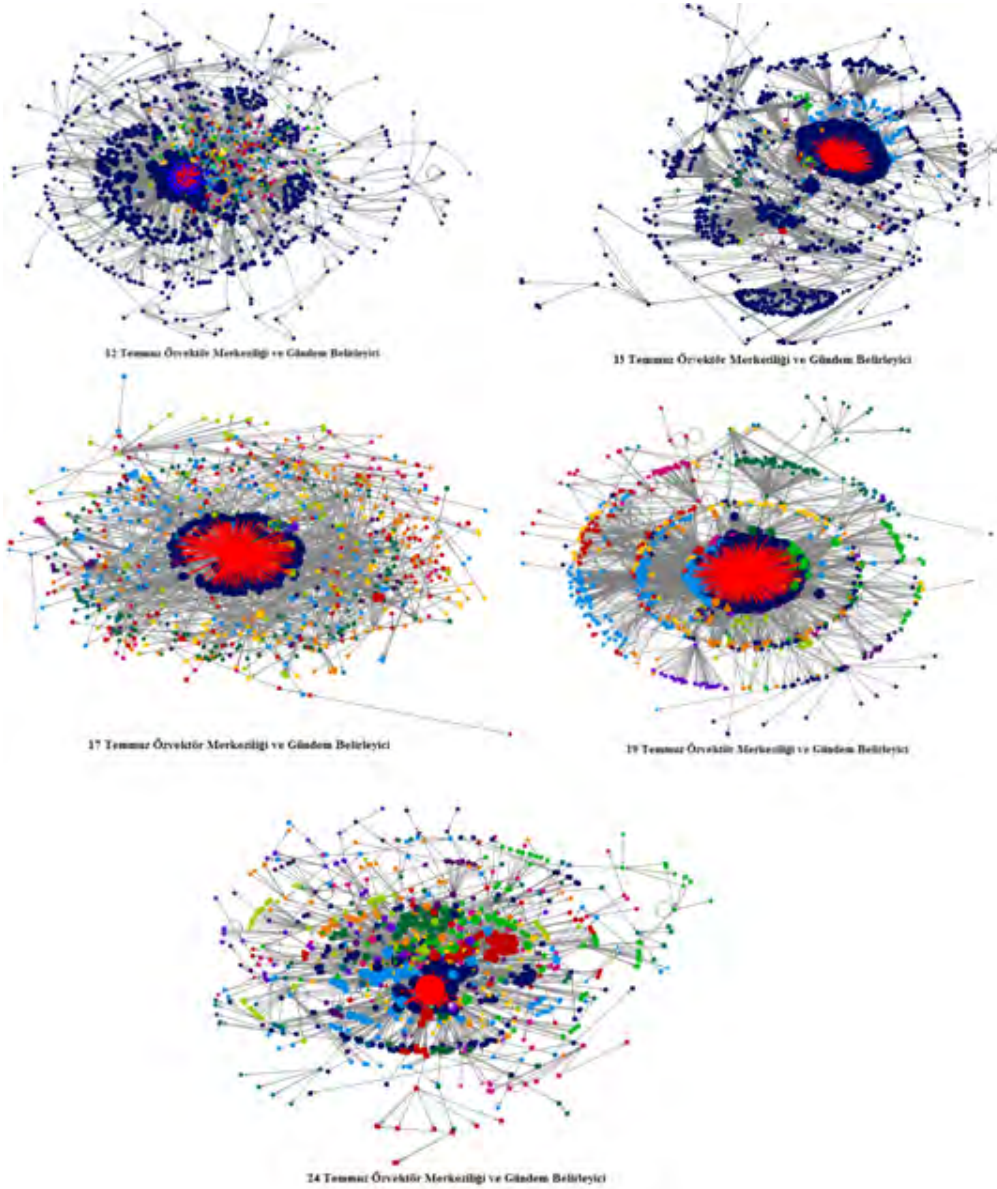 12 Temmuz Özvektör Merkeziliği ve Gündem Belirleyici
15 Temmuz Özvektör Merkeziliği ve Gündem Belirleyici
17 Temmuz Özvektör Merkeziliği ve Gündem Belirleyici
19 Temmuz Özvektör Merkeziliği ve Gündem Belirleyici
24 Temmuz Özvektör Merkeziliği ve Gündem Belirleyici